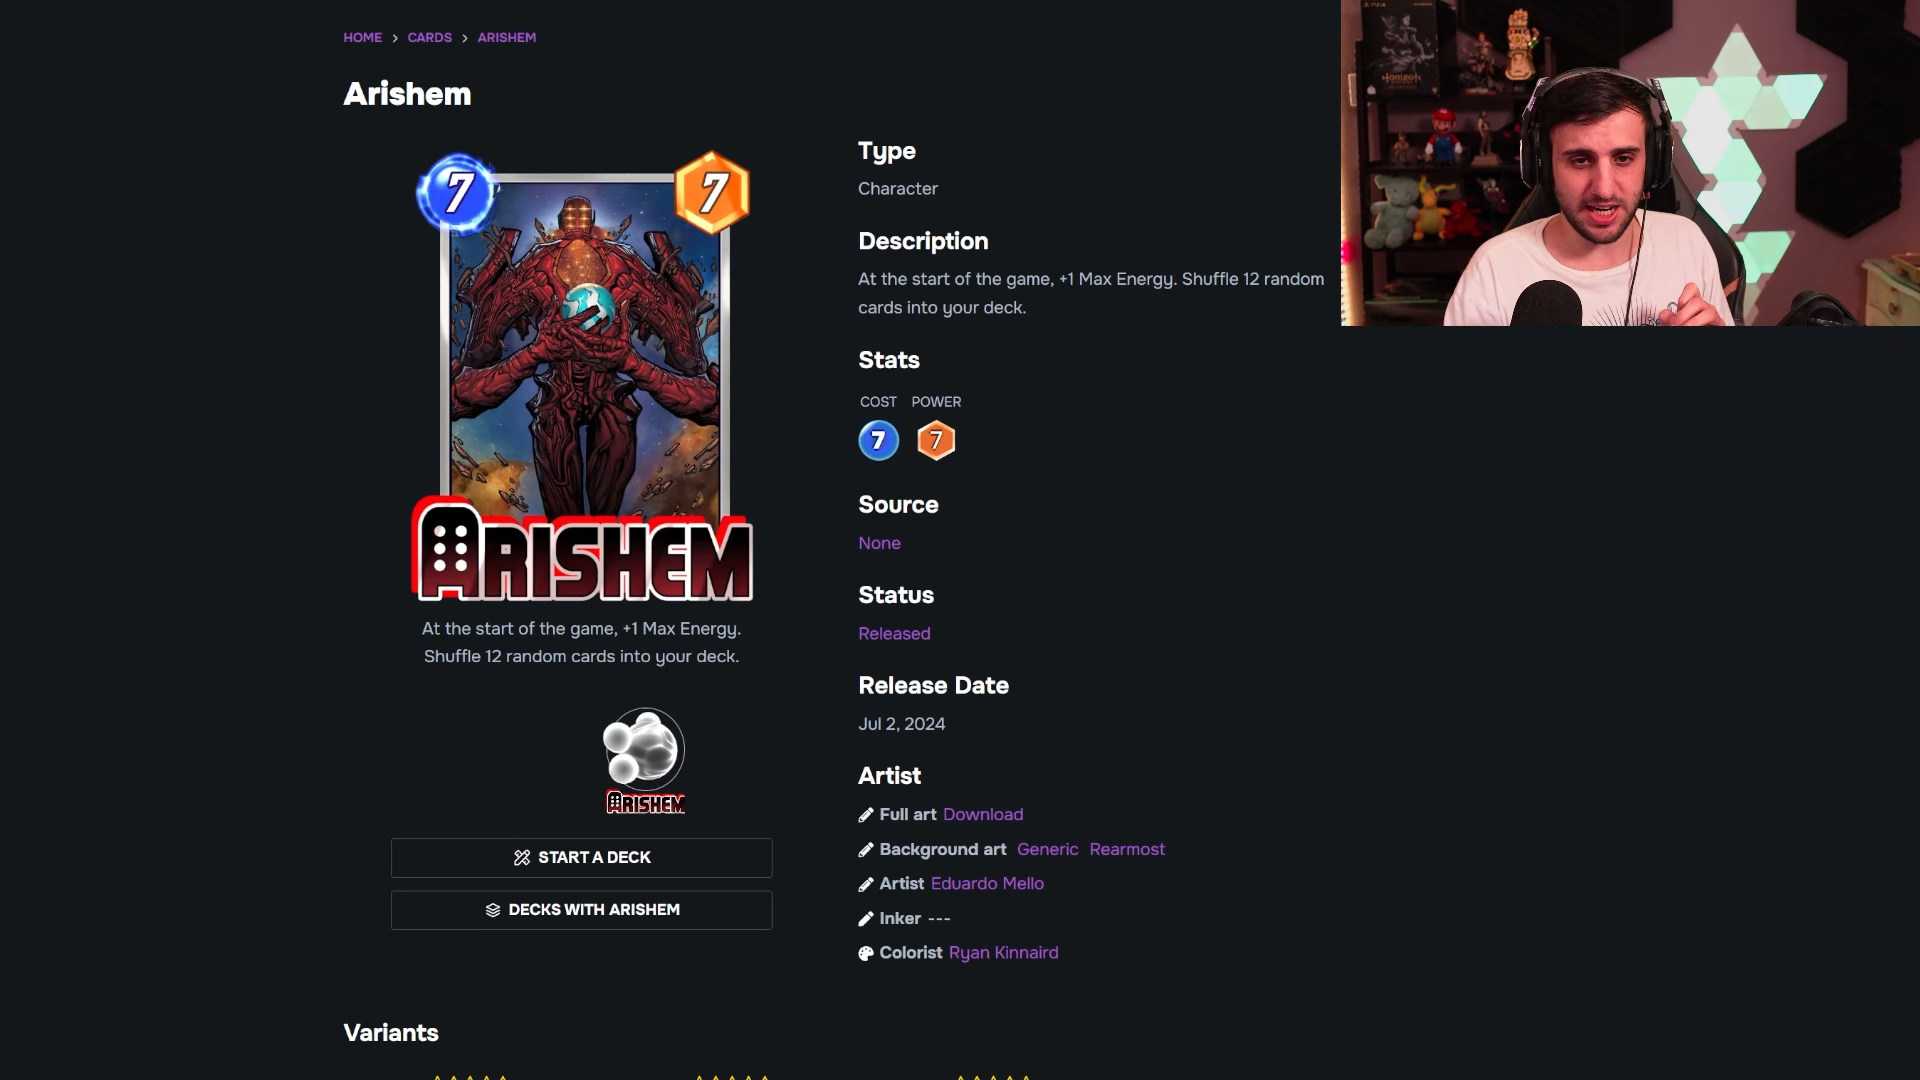 HOME > CARDS > ARISHEM
Arishem
7
7
ARISHEM
At the start of the game, +1 Max Energy.
Shuffle 12 random cards into your deck.
ARISHEM
START A DECK
DECKS WITH ARISHEM
Type
Character
Description
At the start of the game, +1 Max Energy. Shuffle 12 random
cards into your deck.
Stats
COST POWER
7 7
Source
None
Status
Released
Release Date
Jul 2, 2024
Artist
Full art Download
Background art Generic Rearmost
Artist Eduardo Mello
Inker ---
Colorist Ryan Kinnaird
Variants
HORIZON